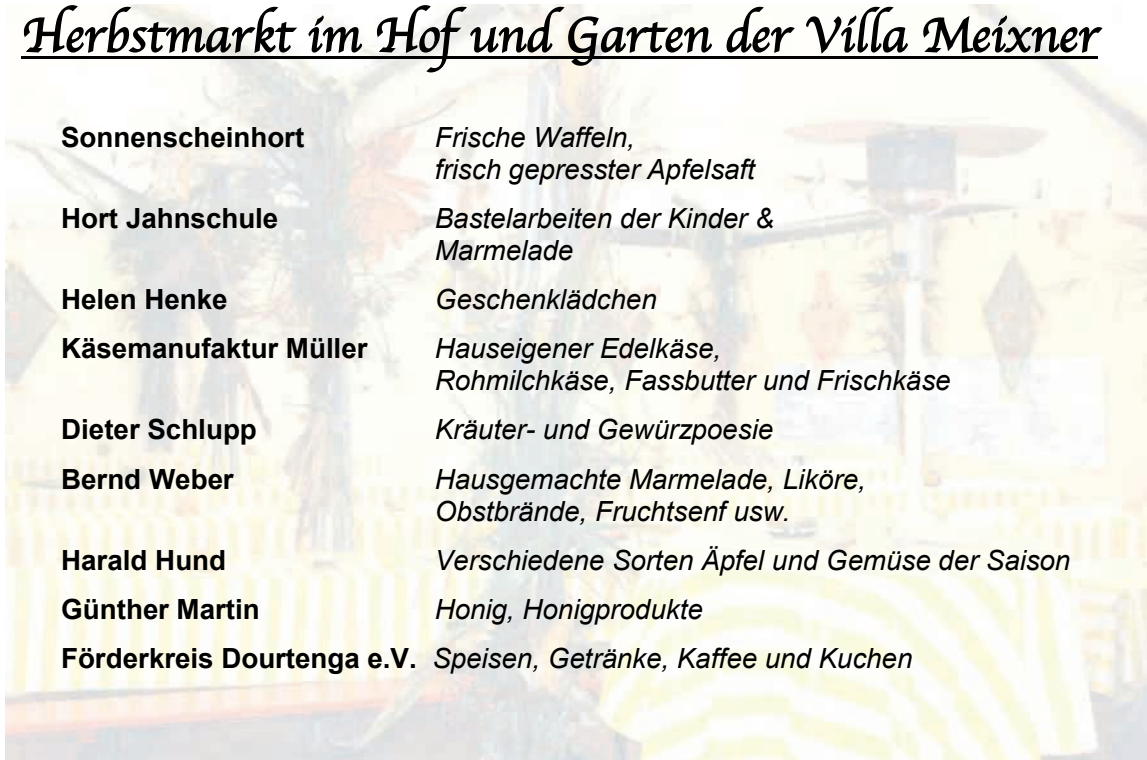 Herbstmarkt im Hof und Garten der Villa Meixner
Sonnenscheinhort Frische Waffeln,
frisch gepresster Apfelsaft
Hort Jahnschule Bastelarbeiten der Kinder &
Marmelade
Helen Henke Geschenklädchen
Käsemanufaktur Müller Hauseigener Edelkäse,
Rohmilchkäse, Fassbutter und Frischkäse
Dieter Schlupp Kräuter- und Gewürzpoesie
Bernd Weber Hausgemachte Marmelade, Liköre,
Obstbrände, Fruchtsenf usw.
Harald Hund Verschiedene Sorten Äpfel und Gemüse der Saison
Günther Martin Honig, Honigprodukte
Förderkreis Dourtenga e.V. Speisen, Getränke, Kaffee und Kuchen